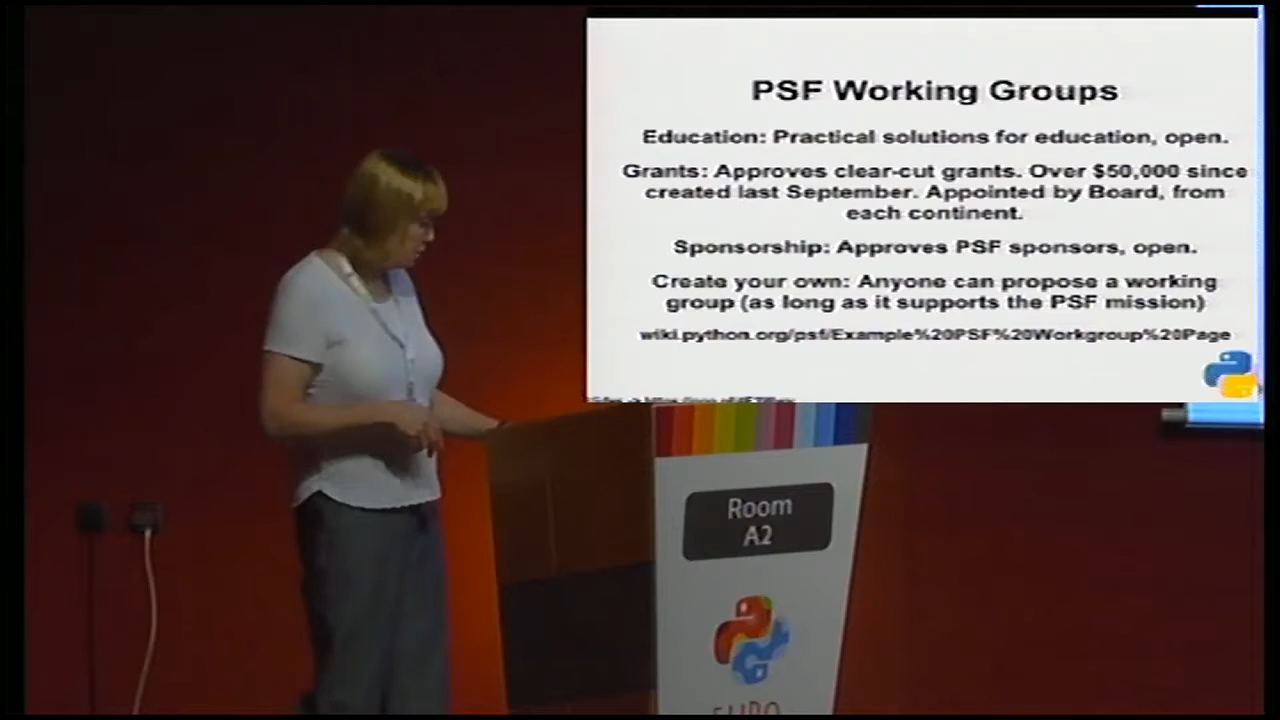 PSF Working Groups
Education: Practical solutions for education, open.
Grants: Approves clear-cut grants. Over $50,000 since
created last September. Appointed by Board, from
each continent.
Sponsorship: Approves PSF sponsors, open.
Create your own: Anyone can propose a working
group (as long as it supports the PSF mission)
wiki.python.org/psf/Example%20PSF%20Workgroup%20Page
Room
A2
EURO